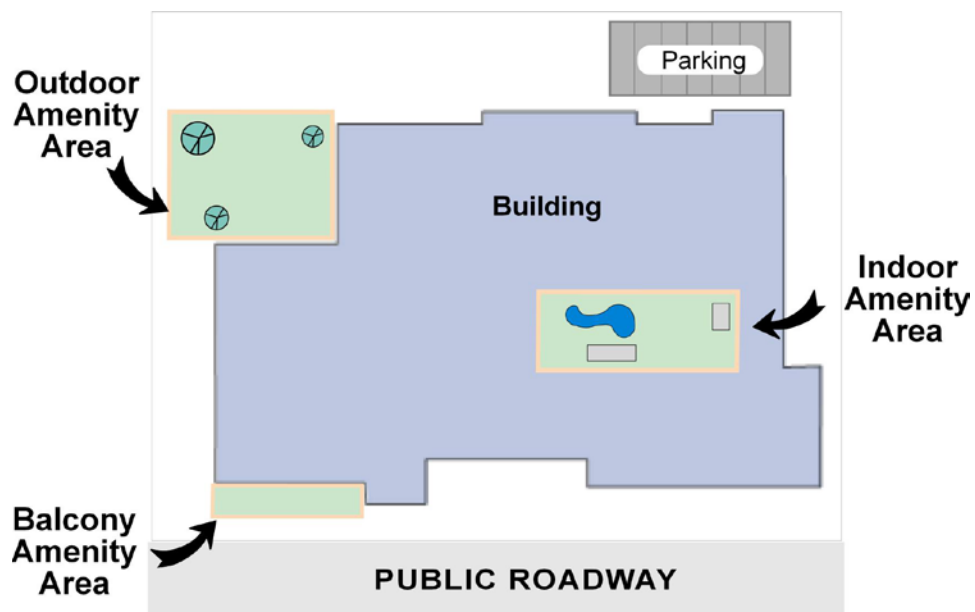 Parking
Outdoor
Amenity
Area
Building
Indoor
Amenity
Area
Balcony
Amenity
Area
PUBLIC ROADWAY